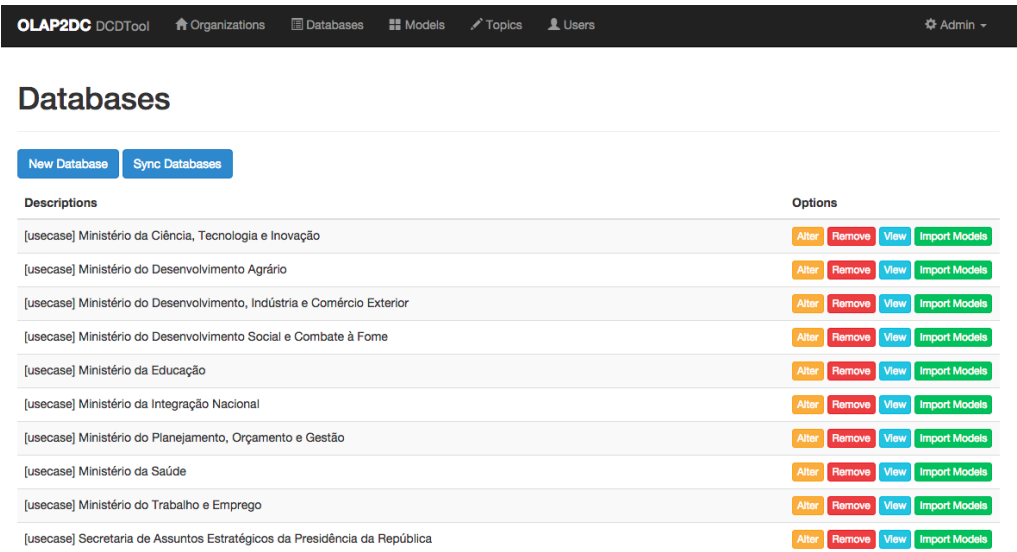 OLAP2DC DCDTool Organizations Databases Models Topics Users Admin
Databases
New Database Sync Databases
Descriptions Options
[usecase] Ministério da Ciência, Tecnologia e Inovação Alter Remove View Import Models
[usecase] Ministério do Desenvolvimento Agrário Alter Remove View Import Models
[usecase] Ministério do Desenvolvimento, Indústria e Comércio Exterior Alter Remove View Import Models
[usecase] Ministério do Desenvolvimento Social e Combate à Fome Alter Remove View Import Models
[usecase] Ministério da Educação Alter Remove View Import Models
[usecase] Ministério da Integração Nacional Alter Remove View Import Models
[usecase] Ministério do Planejamento, Orçamento e Gestão Alter Remove View Import Models
[usecase] Ministério da Saúde Alter Remove View Import Models
[usecase] Ministério do Trabalho e Emprego Alter Remove View Import Models
[usecase] Secretaria de Assuntos Estratégicos da Presidência da República Alter Remove View Import Models